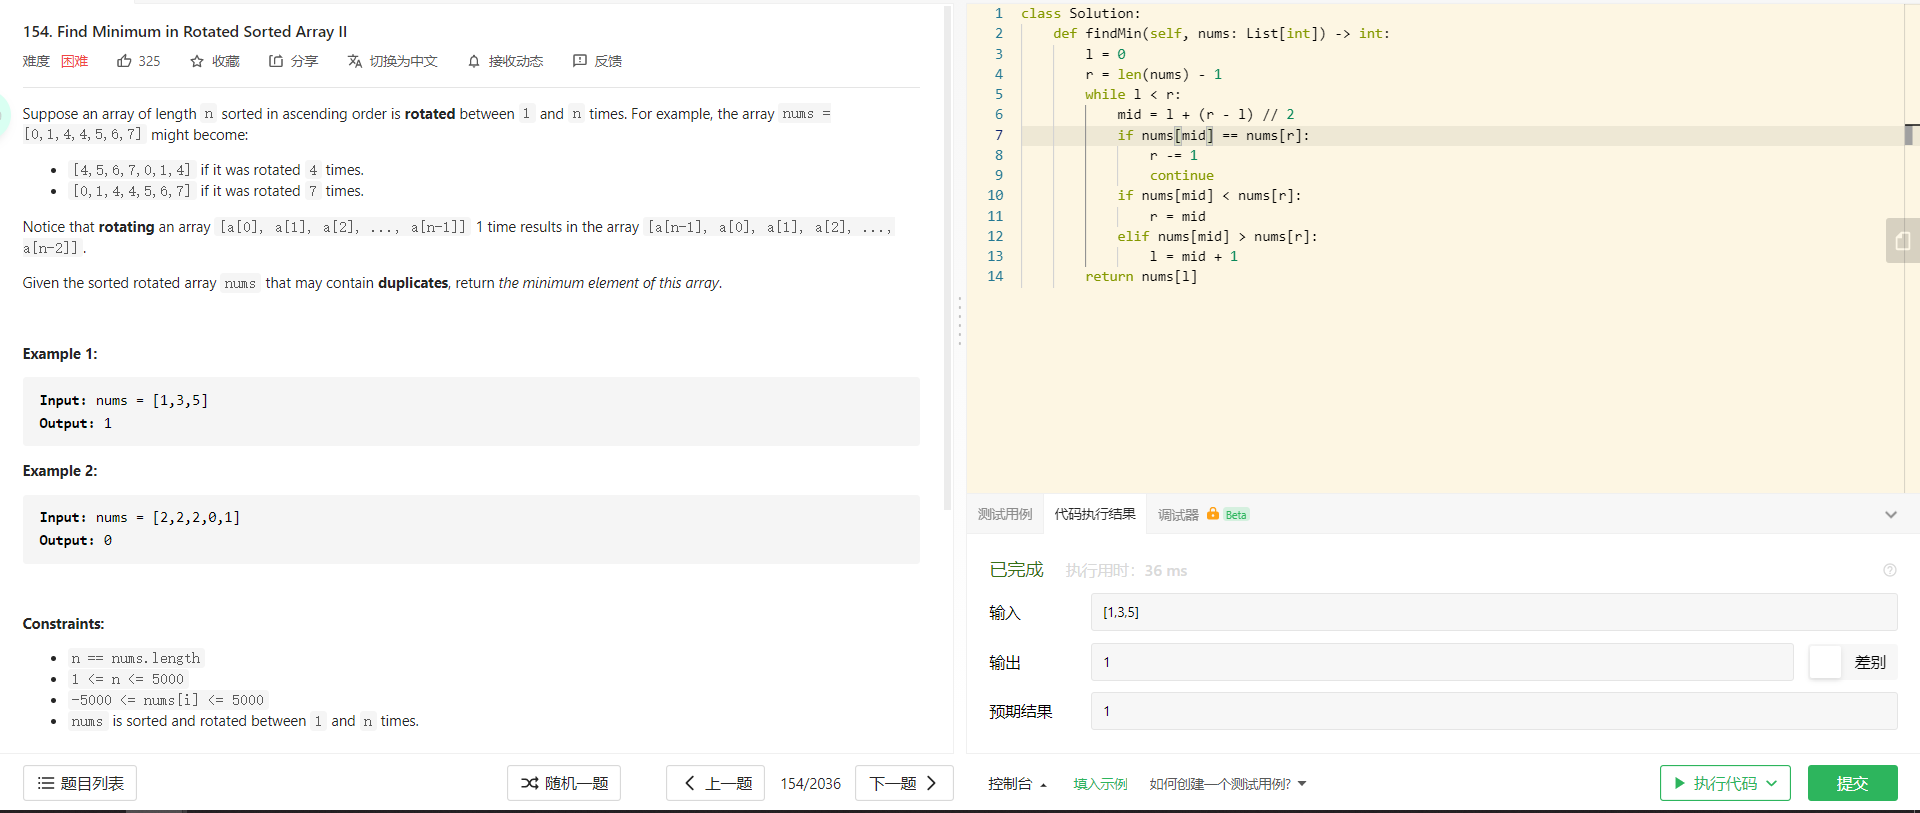 154. Find Minimum in Rotated Sorted Array II
难度 困难 325 收藏 分享 切换为中文 接收动态 反馈
Suppose an array of length n sorted in ascending order is rotated between 1 and n times. For example, the array nums =
[0,1,4,4,5,6,7] might become:
[4,5,6,7,0,1,4] if it was rotated 4 times.
[0,1,4,4,5,6,7] if it was rotated 7 times.
Notice that rotating an array [a[0], a[1], a[2], ..., a[n-1]] 1 time results in the array [a[n-1], a[0], a[1], a[2], ...,
a[n-2]] .
Given the sorted rotated array nums that may contain duplicates, return the minimum element of this array.
Example 1:
Input: nums = [1,3,5]
Output: 1
Example 2:
Input: nums = [2,2,2,0,1]
Output: 0
Constraints:
n == nums.length
1 <= n <= 5000
-5000 <= nums[i] <= 5000
nums is sorted and rotated between 1 and n times.
题目列表 随机一题 上一题 154/2036 下一题
1 class Solution:
2 def findMin(self, nums: List[int]) -> int:
3 l = 0
4 r = len(nums) - 1
5 while l < r:
6 mid = l + (r - l) // 2
7 if nums[mid] == nums[r]:
8 r -= 1
9 continue
10 if nums[mid] < nums[r]:
11 r = mid
12 elif nums[mid] > nums[r]:
13 l = mid + 1
14 return nums[l]
测试用例 代码执行结果 调试器 Beta
已完成 执行用时: 36 ms
输入 [1,3,5]
输出 1 差别
预期结果 1
控制台 填入示例 如何创建一个测试用例? 执行代码 提交